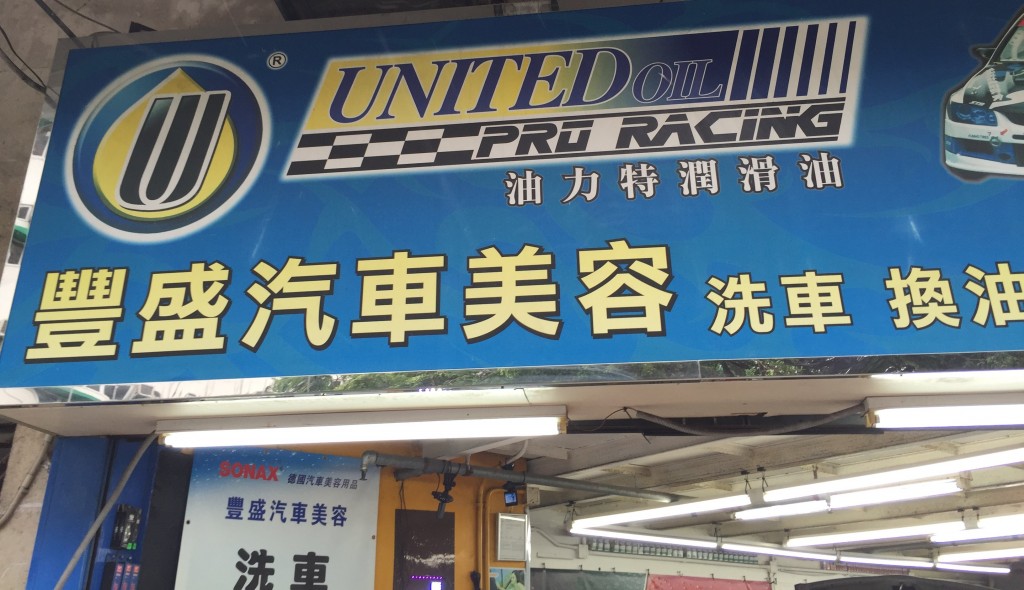 U ®
UNITED OIL
PRO RACING
油力特潤滑油
豐盛汽車美容 洗車 換油
SONAX 德國汽車美容用品
豐盛汽車美容
洗車